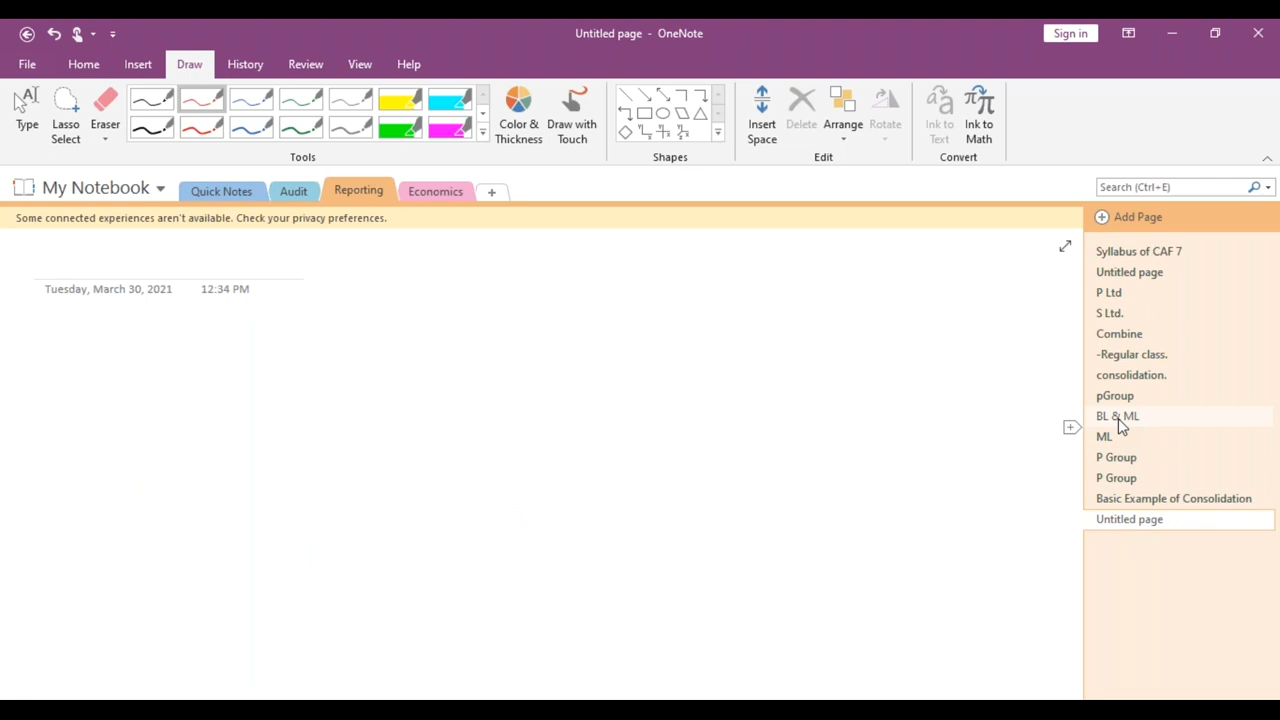 Untitled page - OneNote
Sign in
File Home Insert Draw History Review View Help
Type
Lasso Select
Eraser
Color & Thickness
Draw with Touch
Insert Space
Delete
Arrange
Rotate
Ink to Text
Ink to Math
Tools
Shapes
Edit
Convert
My Notebook
Quick Notes
Audit
Reporting
Economics
Search (Ctrl+E)
Some connected experiences aren't available. Check your privacy preferences.
Add Page
Tuesday, March 30, 2021 12:34 PM
Syllabus of CAF 7
Untitled page
P Ltd
S Ltd.
Combine
-Regular class.
consolidation.
pGroup
BL & ML
ML
P Group
P Group
Basic Example of Consolidation
Untitled page